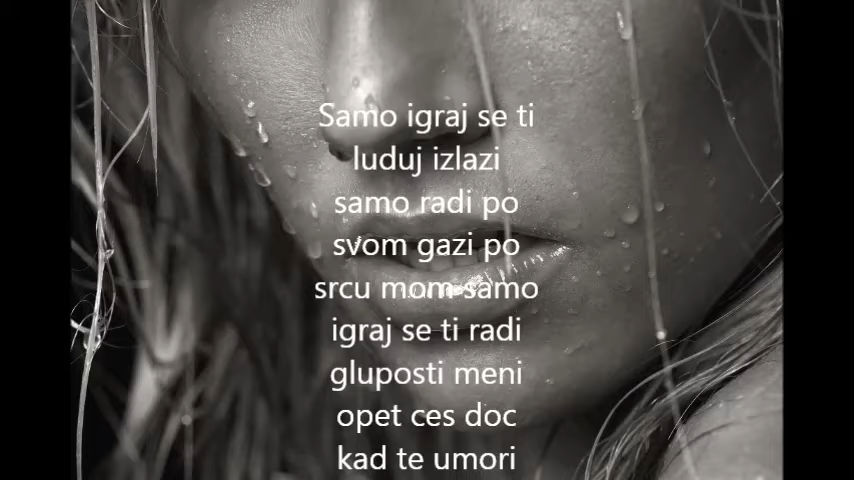 Samo igraj se ti
luduj izlazi
samo radi po
svom gazi po
srcu mom samo
igraj se ti radi
gluposti meni
opet ces doc
kad te umori